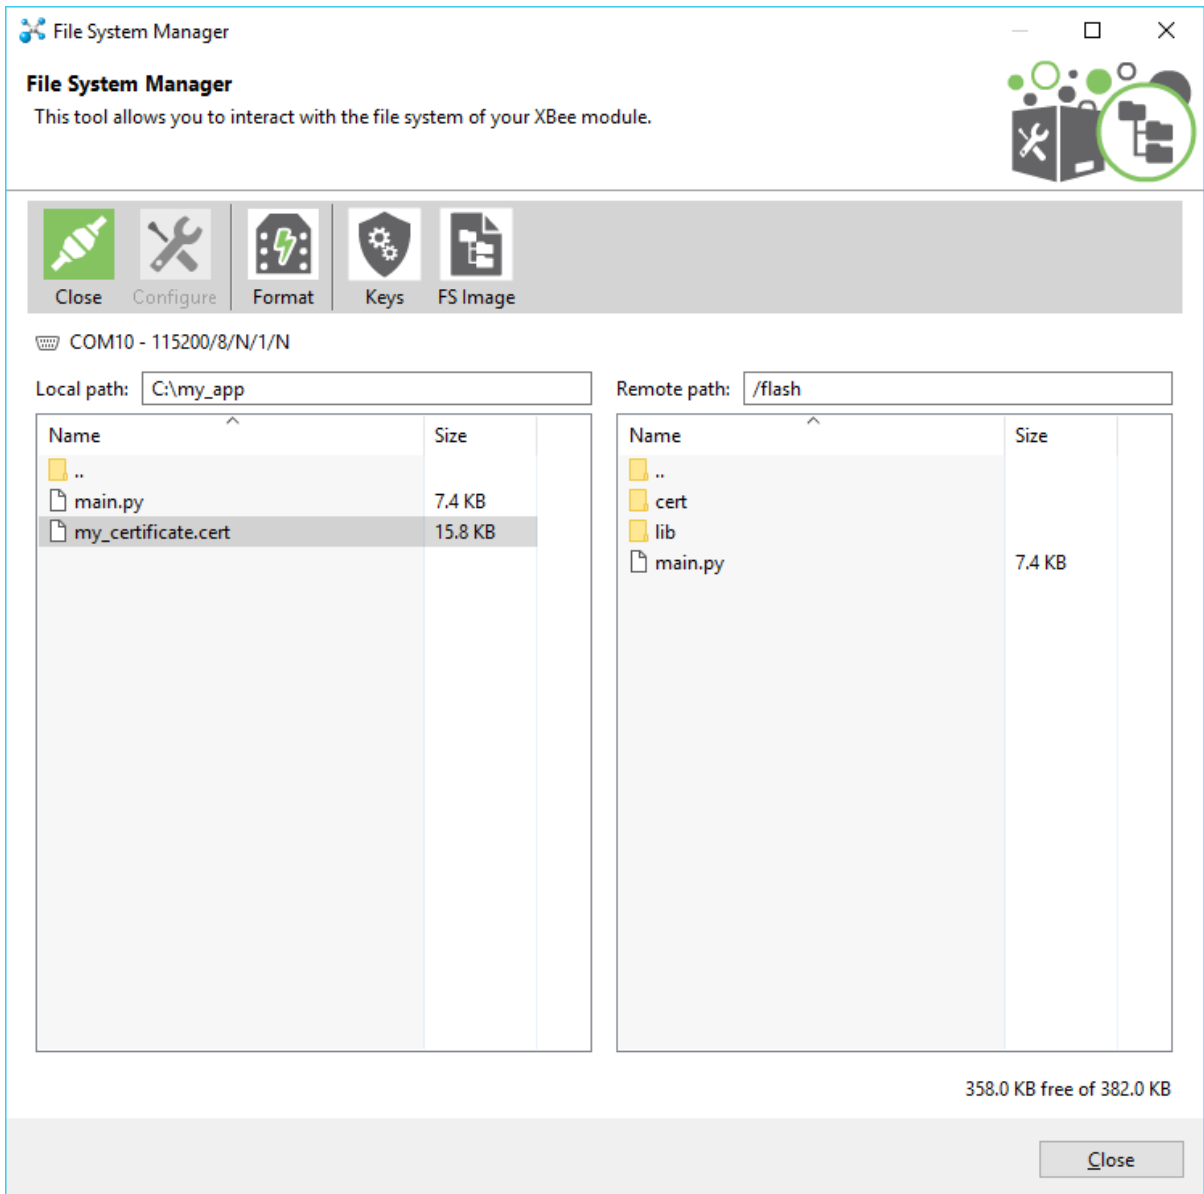 File System Manager
File System Manager
This tool allows you to interact with the file system of your XBee module.
Close Configure Format Keys FS Image
COM10 - 115200/8/N/1/N
Local path: C:\my_app Remote path: /flash
Name Size Name Size
.. ..
main.py 7.4 KB cert
my_certificate.cert 15.8 KB lib
main.py 7.4 KB
358.0 KB free of 382.0 KB
Close